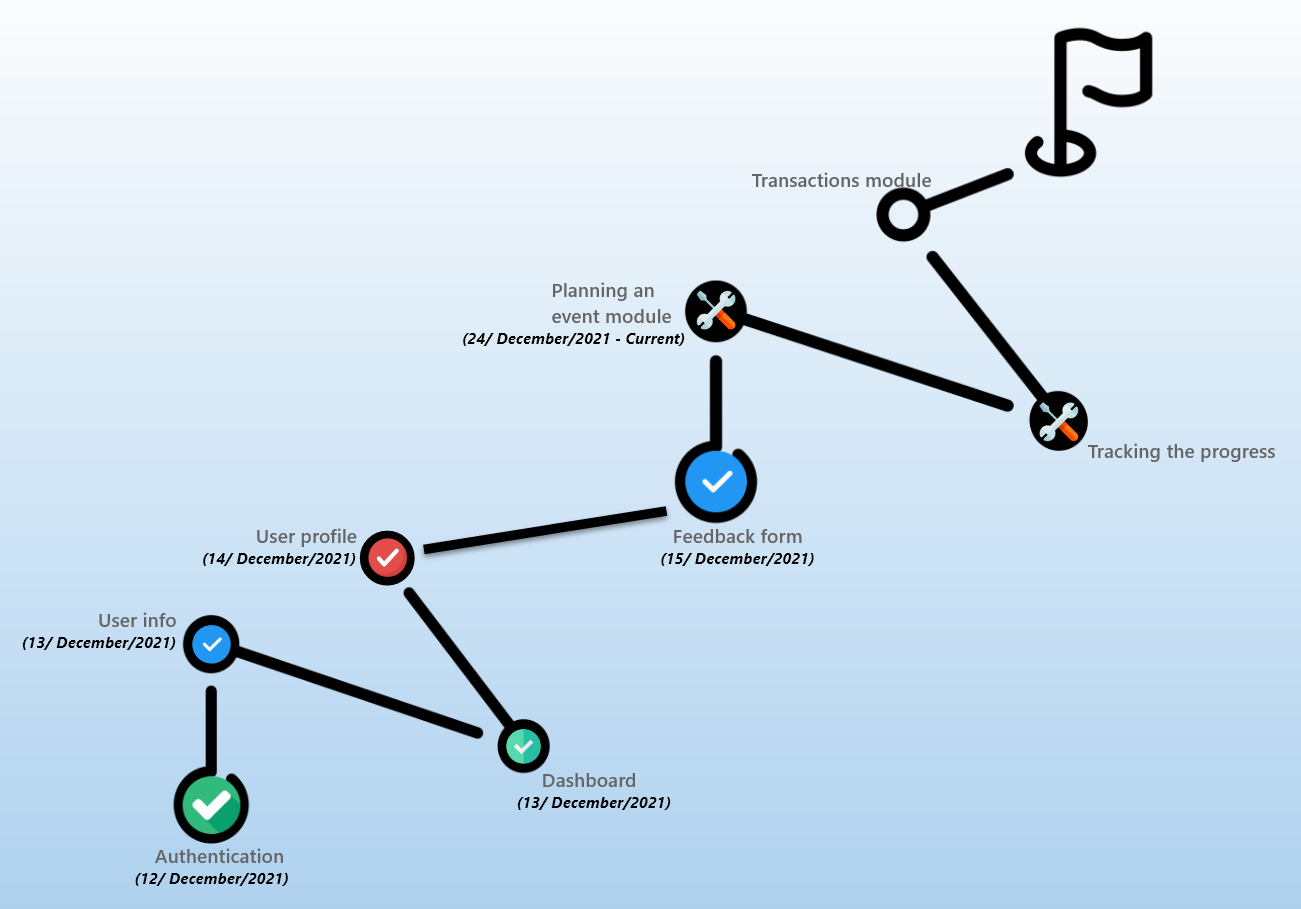 Transactions module
Planning an
event module
(24/ December/2021 - Current)
Tracking the progress
User profile
(14/ December/2021)
Feedback form
(15/ December/2021)
User info
(13/ December/2021)
Dashboard
(13/ December/2021)
Authentication
(12/ December/2021)